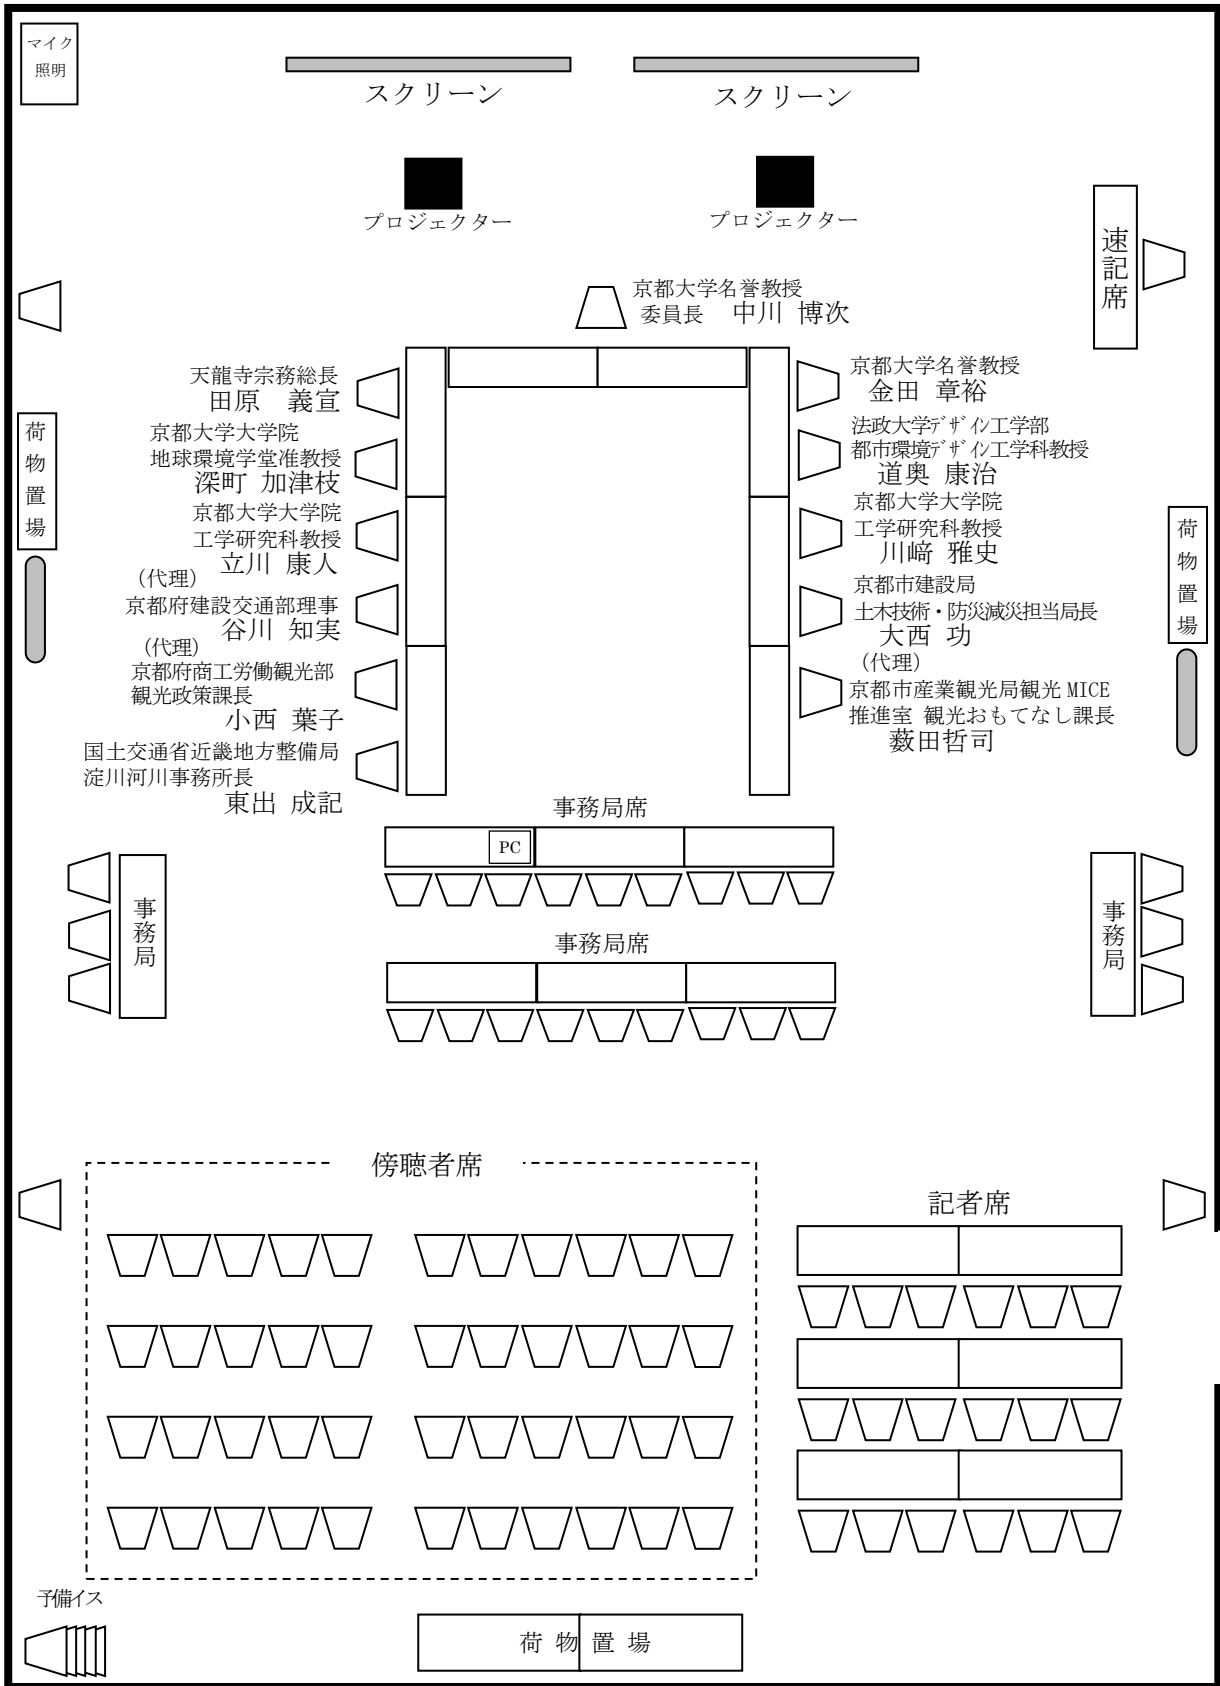 マイク
照明
スクリーン
スクリーン
プロジェクター
プロジェクター
速記席
京都大学名誉教授
委員長 中川 博次
天龍寺宗務総長
田原 義宣
京都大学大学院
地球環境学堂准教授
深町 加津枝
京都大学大学院
工学研究科教授
立川 康人
(代理)
京都府建設交通部理事
谷川 知実
(代理)
京都府商工労働観光部
観光政策課長
小西 葉子
国土交通省近畿地方整備局
淀川河川事務所長
東出 成記
京都大学名誉教授
金田 章裕
法政大学デザイン工学部
都市環境デザイン工学科教授
道奥 康治
京都大学大学院
工学研究科教授
川﨑 雅史
京都市建設局
土木技術・防災減災担当局長
大西 功
(代理)
京都市産業観光局観光 MICE
推進室 観光おもてなし課長
薮田哲司
荷物置場
荷物置場
事務局席
PC
事務局
事務局席
事務局
傍聴者席
記者席
予備イス
荷 物 置 場